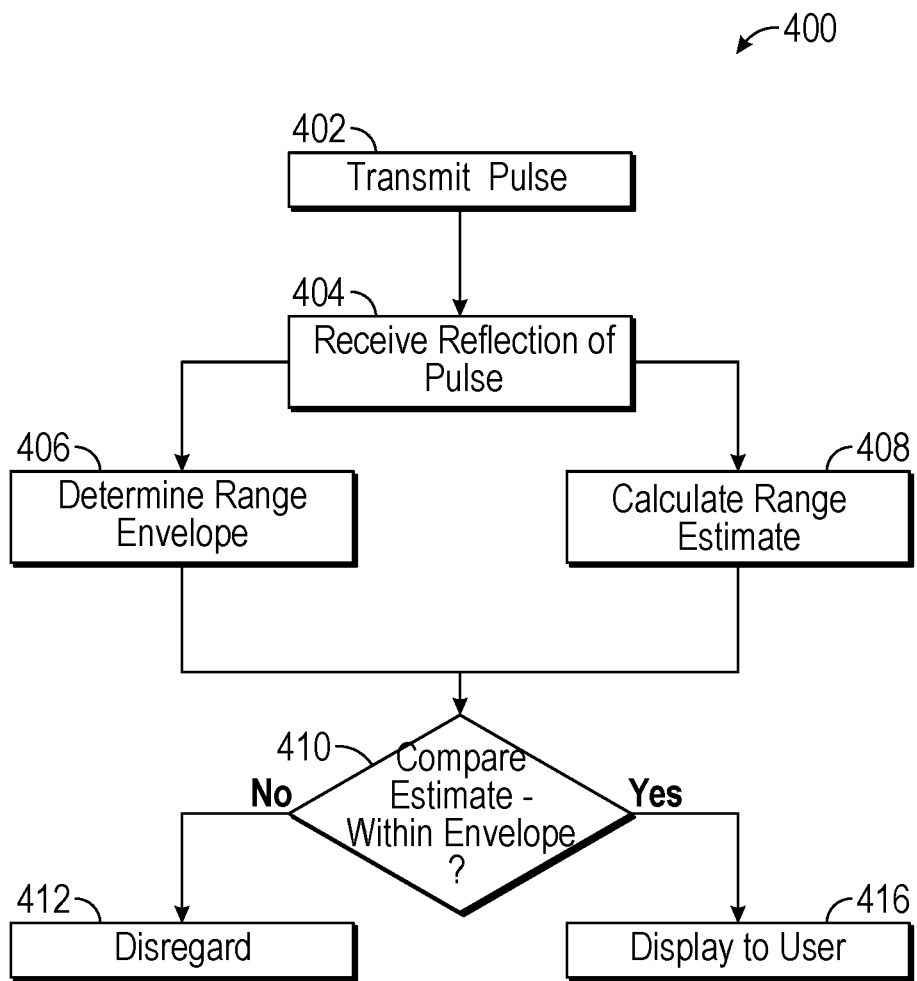 400
402
Transmit Pulse
404
Receive Reflection of
Pulse
406
Determine Range
Envelope
408
Calculate Range
Estimate
410
Compare
Estimate -
Within Envelope
?
No
Yes
412
Disregard
416
Display to User